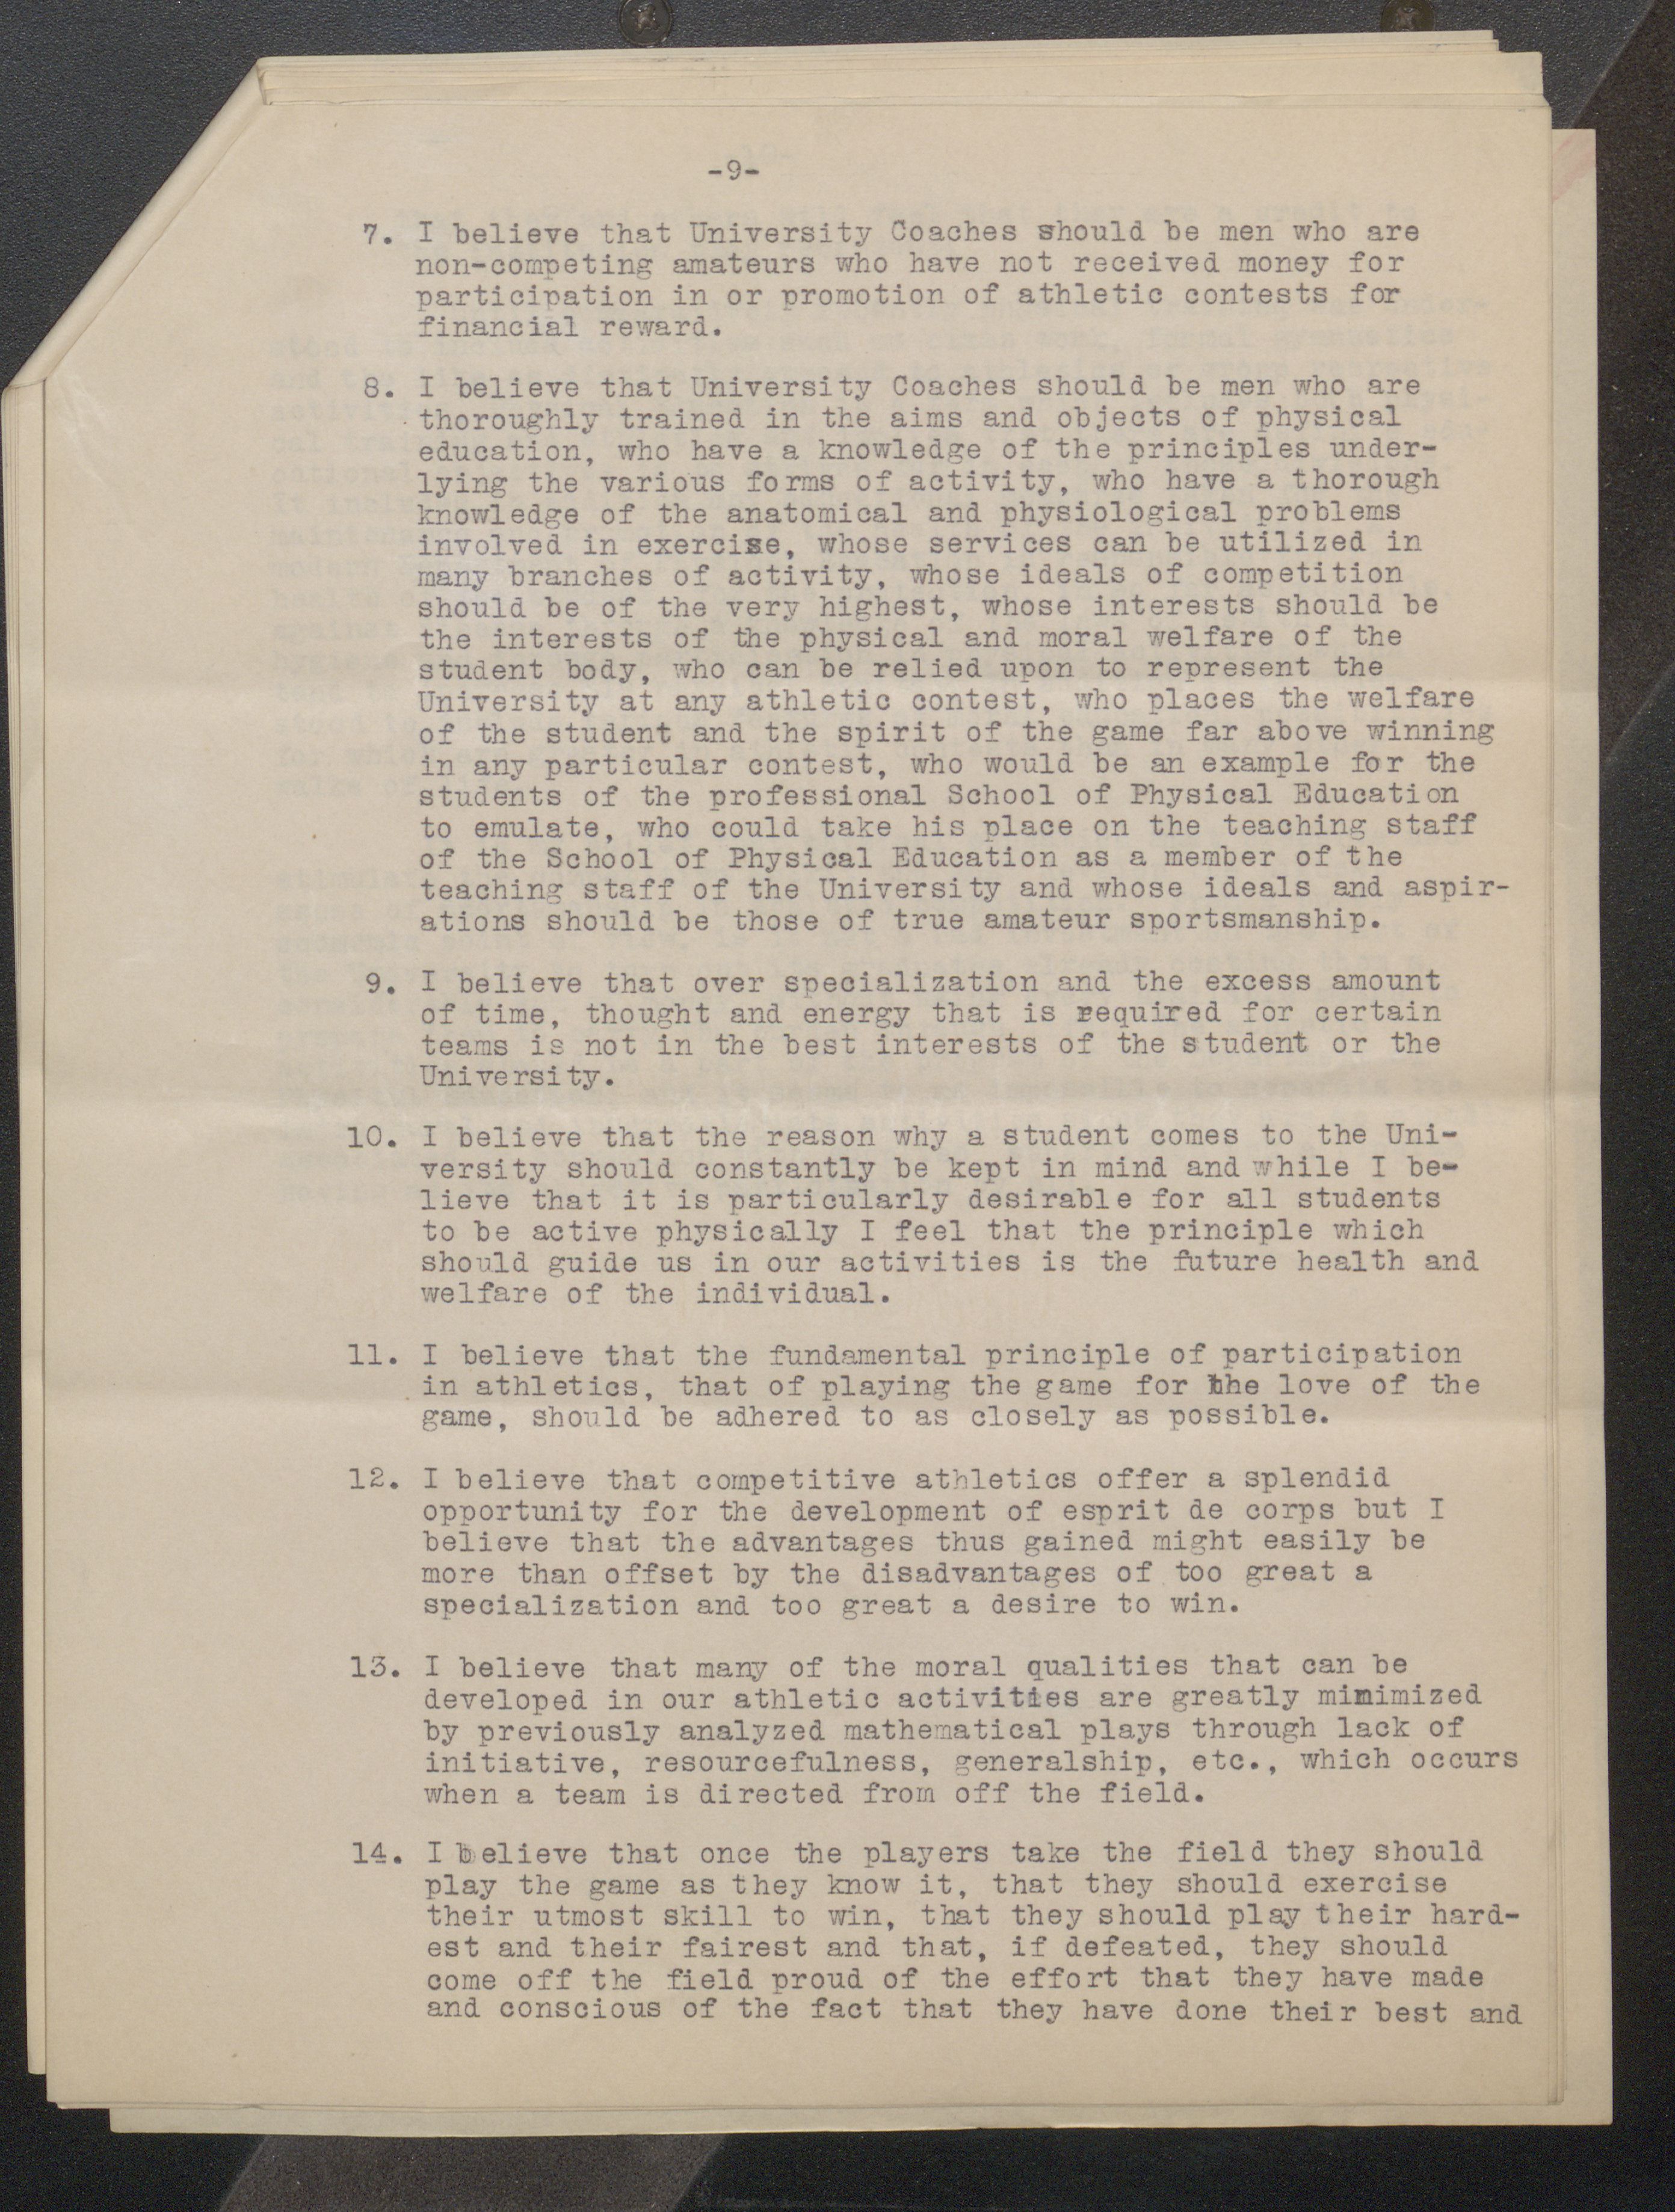 -9-
7. I believe that University Coaches should be men who are
non-competing amateurs who have not received money for
participation in or promotion of athletic contests for
financial reward.
8. I believe that University Coaches should be men who are
thoroughly trained in the aims and objects of physical
education, who have a knowledge of the principles under-
lying the various forms of activity, who have a thorough
knowledge of the anatomical and physiological problems
involved in exercise, whose services can be utilized in
many branches of activity, whose ideals of competition
should be of the very highest, whose interests should be
the interests of the physical and moral welfare of the
student body, who can be relied upon to represent the
University at any athletic contest, who places the welfare
of the student and the spirit of the game far above winning
in any particular contest, who would be an example for the
students of the professional School of Physical Education
to emulate, who could take his place on the teaching staff
of the School of Physical Education as a member of the
teaching staff of the University and whose ideals and aspir-
ations should be those of true amateur sportsmanship.
9. I believe that over specialization and the excess amount
of time, thought and energy that is required for certain
teams is not in the best interests of the student or the
University.
10. I believe that the reason why a student comes to the Uni-
versity should constantly be kept in mind and while I be-
lieve that it is particularly desirable for all students
to be active physically I feel that the principle which
should guide us in our activities is the future health and
welfare of the individual.
11. I believe that the fundamental principle of participation
in athletics, that of playing the game for the love of the
game, should be adhered to as closely as possible.
12. I believe that competitive athletics offer a splendid
opportunity for the development of esprit de corps but I
believe that the advantages thus gained might easily be
more than offset by the disadvantages of too great a
specialization and too great a desire to win.
13. I believe that many of the moral qualities that can be
developed in our athletic activities are greatly minimized
by previously analyzed mathematical plays through lack of
initiative, resourcefulness, generalship, etc., which occurs
when a team is directed from off the field.
14. I believe that once the players take the field they should
play the game as they know it, that they should exercise
their utmost skill to win, that they should play their hard-
est and their fairest and that, if defeated, they should
come off the field proud of the effort that they have made
and conscious of the fact that they have done their best and